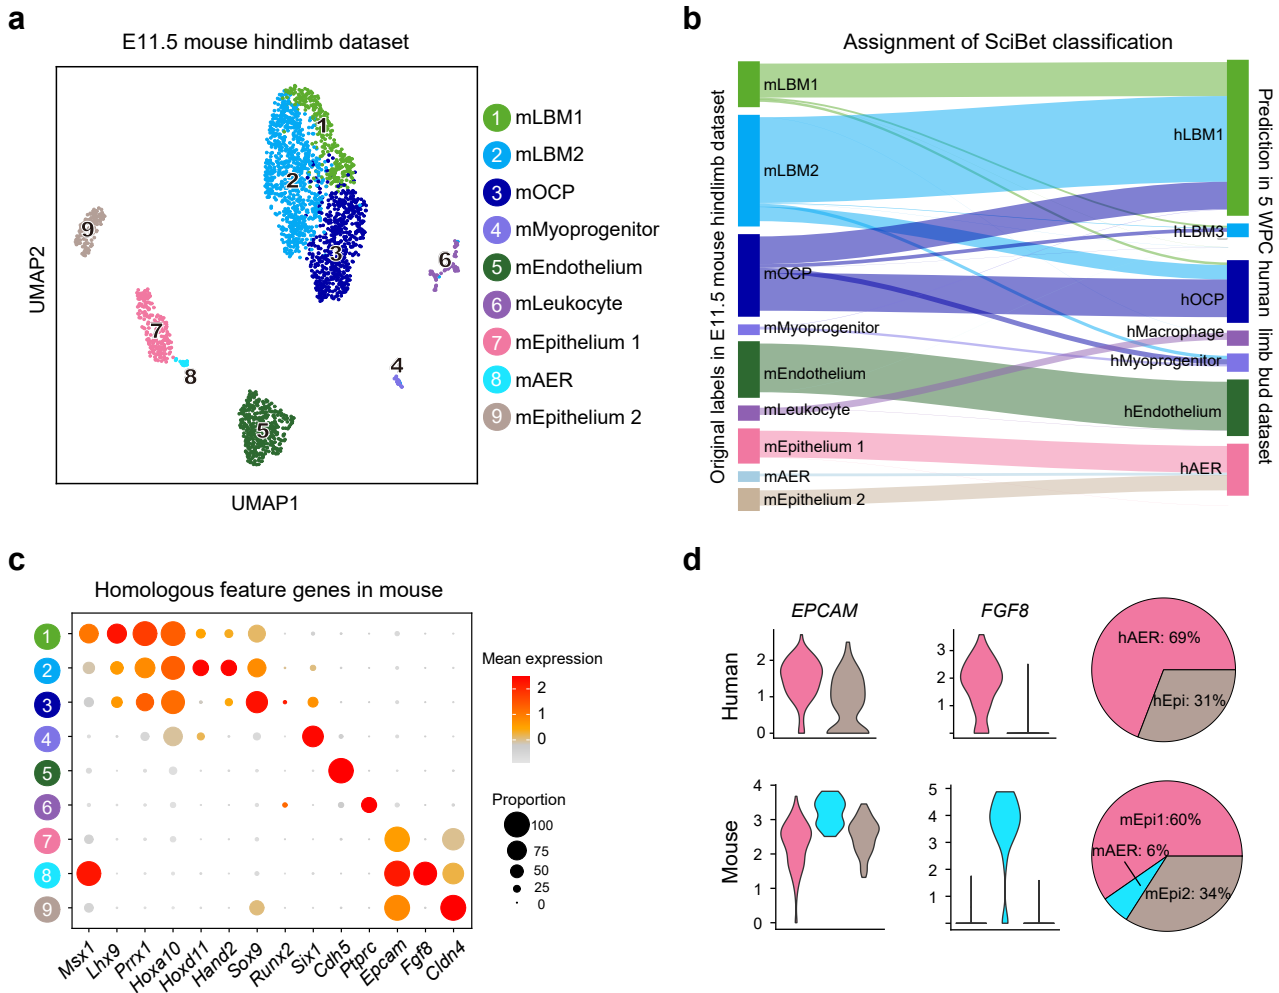 a
E11.5 mouse hindlimb dataset
UMAP2
UMAP1
1
2
3
4
5
6
7
8
9
1 mLBM1
2 mLBM2
3 mOCP
4 mMyoprogenitor
5 mEndothelium
6 mLeukocyte
7 mEpithelium 1
8 mAER
9 mEpithelium 2
b
Assignment of SciBet classification
Original labels in E11.5 mouse hindlimb dataset
mLBM1
mLBM2
mOCP
mMyoprogenitor
mEndothelium
mLeukocyte
mEpithelium 1
mAER
mEpithelium 2
hLBM1
hLBM3
hOCP
hMacrophage
hMyoprogenitor
hEndothelium
hAER
Prediction in 5 WPC human limb bud dataset
c
Homologous feature genes in mouse
1
2
3
4
5
6
7
8
9
Msx1
Lhx9
Prrx1
Hoxa10
Hoxd11
Hand2
Sox9
Runx2
Six1
Cdh5
Ptprc
Epcam
Fgf8
Cldn4
Mean expression
2
1
0
Proportion
100
75
50
25
0
d
EPCAM
FGF8
Human
2
1
0
3
2
1
hAER: 69%
hEpi: 31%
Mouse
4
3
2
1
0
5
4
3
2
1
mEpi1:60%
mAER: 6%
mEpi2: 34%